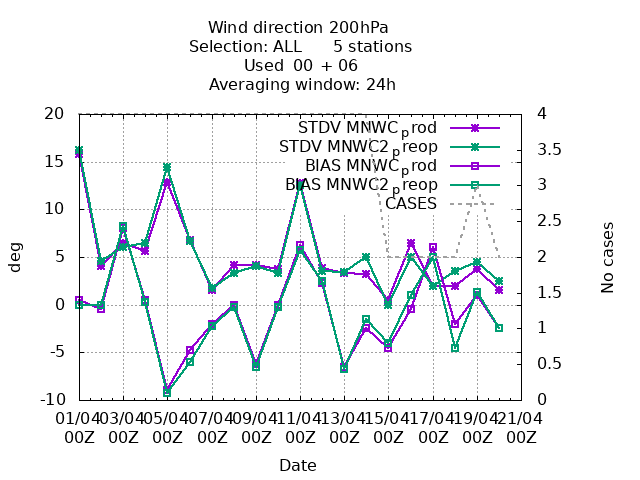 Wind direction 200hPa
Selection: ALL 5 stations
Used 00 + 06
Averaging window: 24h
20
15
10
5
0
-5
-10
deg
4
3.5
3
2.5
2
1.5
1
0.5
0
No cases
STDV MNWC_prod
STDV MNWC2_preop
BIAS MNWC_prod
BIAS MNWC2_preop
CASES
01/04 03/04 05/04 07/04 09/04 11/04 13/04 15/04 17/04 19/04 21/04
00Z 00Z 00Z 00Z 00Z 00Z 00Z 00Z 00Z 00Z 00Z
Date